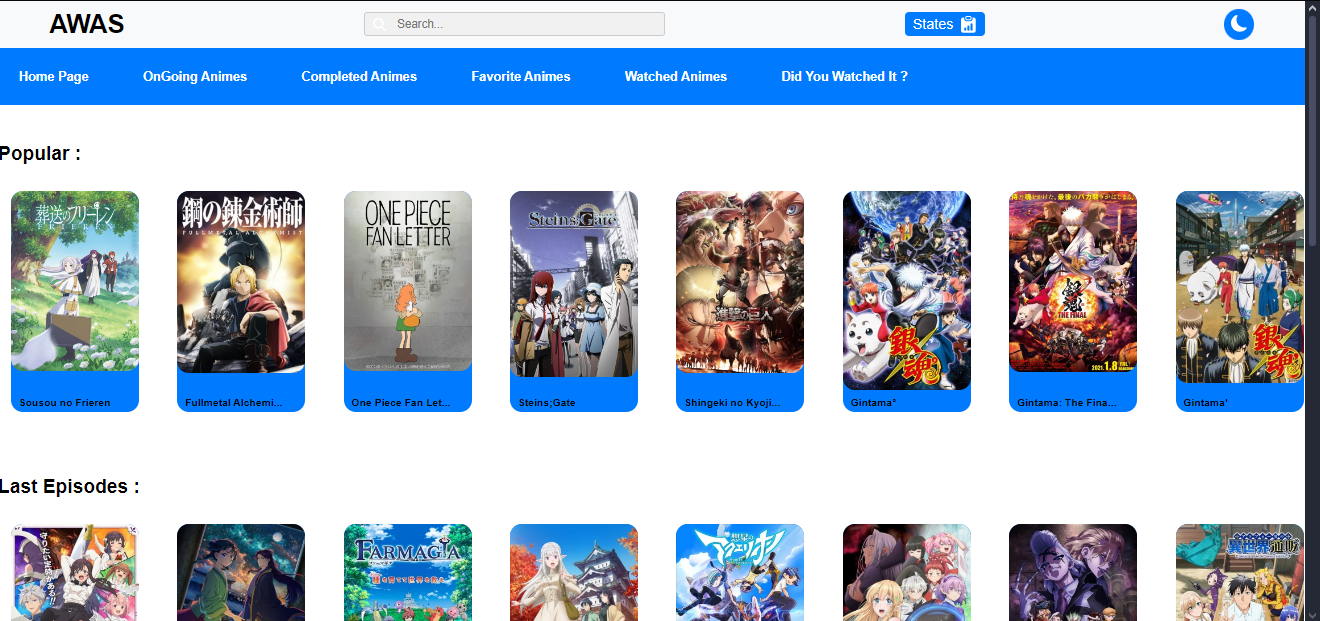 AWAS
Search...
States
Home Page
OnGoing Animes
Completed Animes
Favorite Animes
Watched Animes
Did You Watched It ?
Popular :
葬送のフリーレン
FRIEREN
鋼の錬金術師
FULLMETAL ALCHEMIST
ONE PIECE
FAN LETTER
Steins;Gate
進撃の巨人
銀魂
銀魂
THE FINAL
2021.1.8
銀魂
Sousou no Frieren
Fullmetal Alchemi...
One Piece Fan Let...
Steins;Gate
Shingeki no Kyoji...
Gintama°
Gintama: The Fina...
Gintama'
Last Episodes :
FARMAGIA